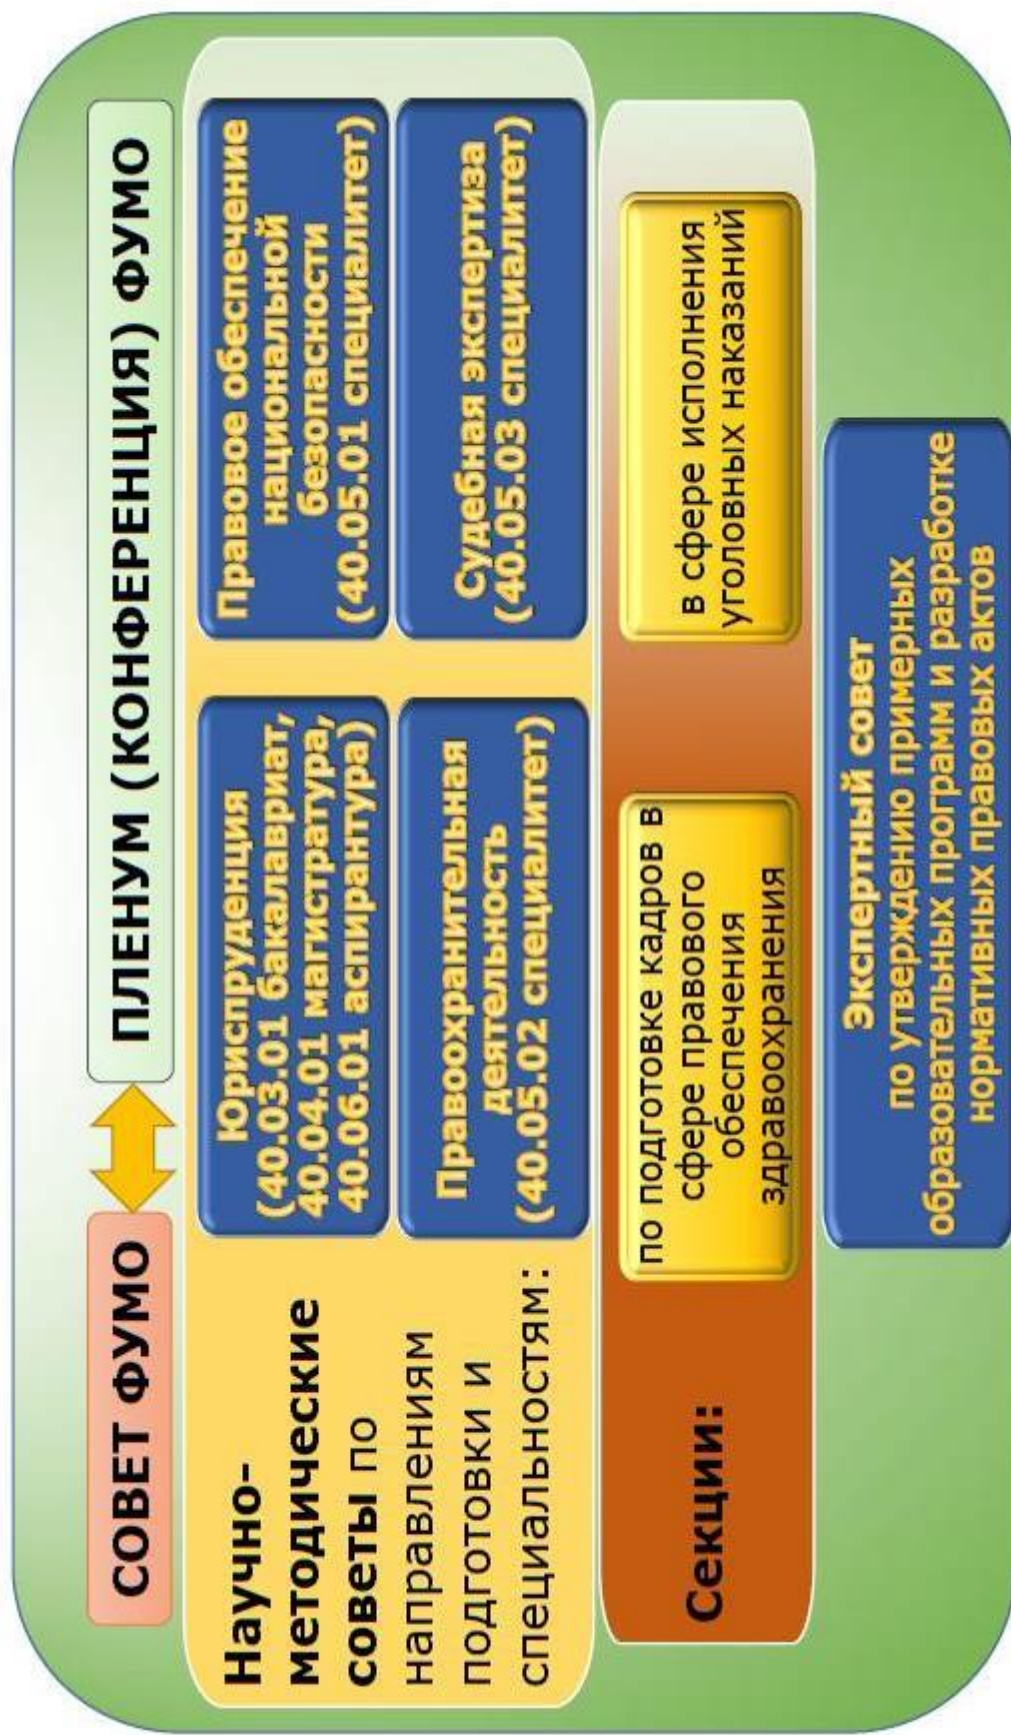 СОВЕТ ФУМО
ПЛЕНУМ (КОНФЕРЕНЦИЯ) ФУМО
Научно-
методические
советы по
направлениям
подготовки и
специальностям:
Юриспруденция
(40.03.01 бакалавриат,
40.04.01 магистратура,
40.06.01 аспирантура)
Правовое обеспечение
национальной
безопасности
(40.05.01 специалитет)
Правоохранительная
деятельность
(40.05.02 специалитет)
Судебная экспертиза
(40.05.03 специалитет)
Секции:
по подготовке кадров в
сфере правового
обеспечения
здравоохранения
в сфере исполнения
уголовных наказаний
Экспертный совет
по утверждению примерных
образовательных программ и разработке
нормативных правовых актов